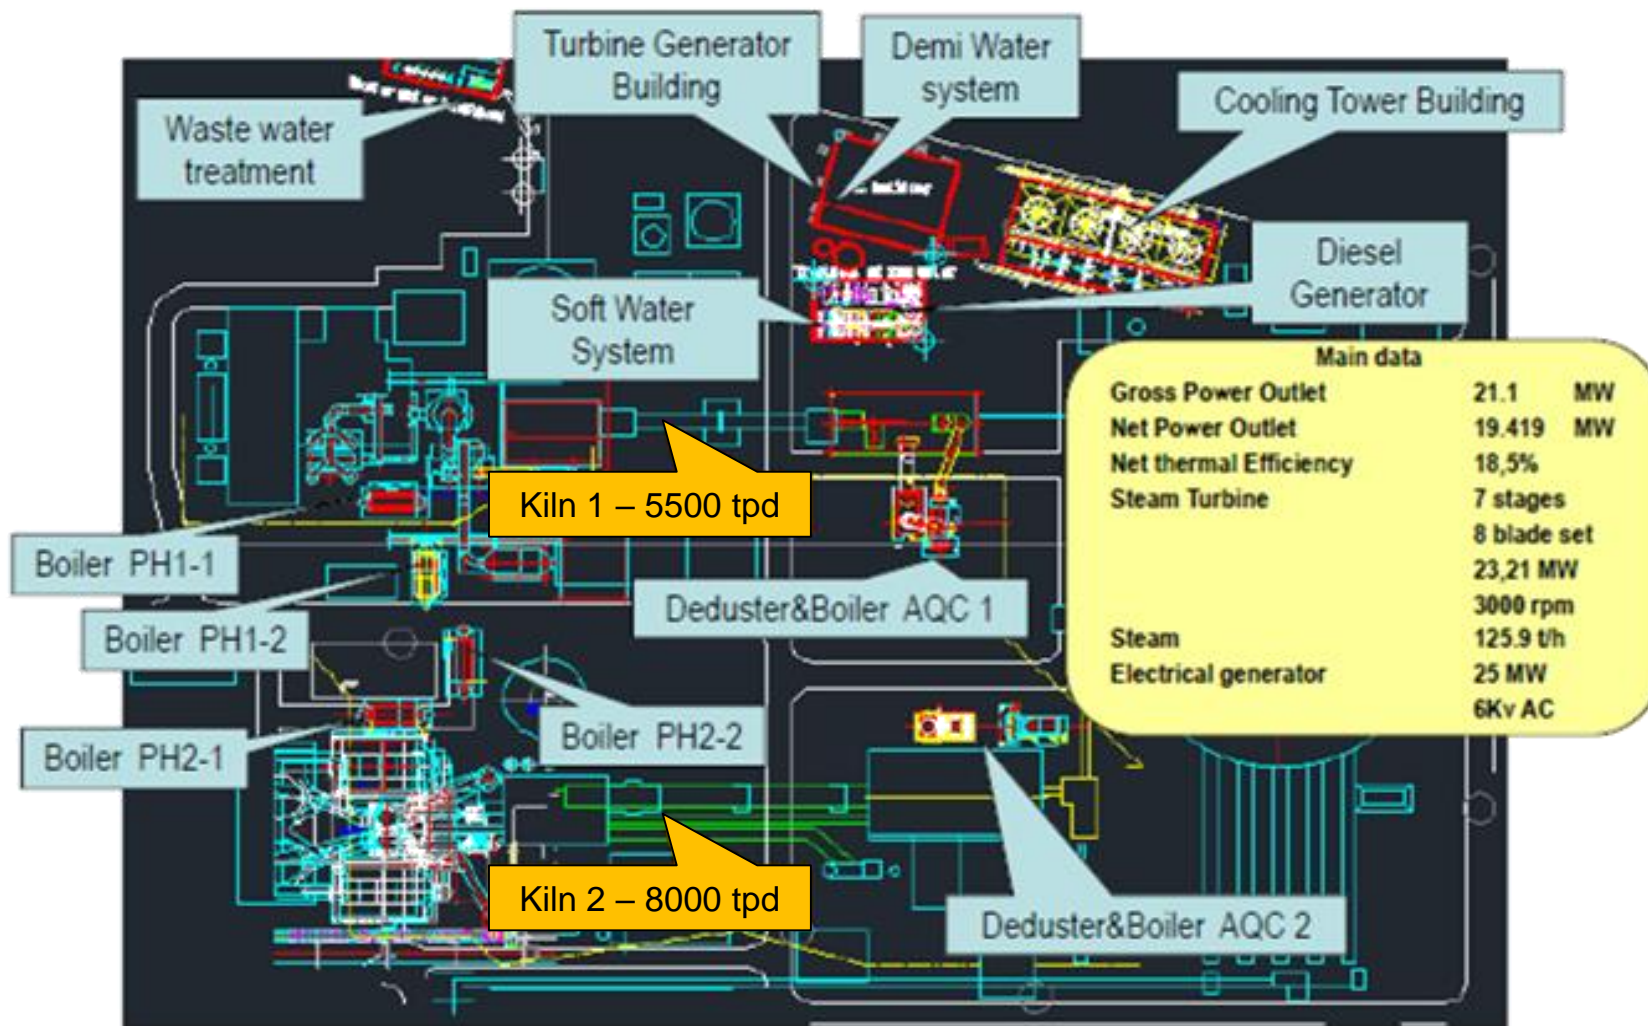 Turbine Generator
Building
Demi Water
system
Cooling Tower Building
Waste water
treatment
Diesel
Generator
Soft Water
System
Main data
Gross Power Outlet 21.1 MW
Net Power Outlet 19.419 MW
Net thermal Efficiency 18,5%
Steam Turbine 7 stages
8 blade set
23,21 MW
3000 rpm
Steam 125.9 t/h
Electrical generator 25 MW
6Kv AC
Kiln 1 – 5500 tpd
Boiler PH1-1
Deduster&Boiler AQC 1
Boiler PH1-2
Boiler PH2-2
Boiler PH2-1
Kiln 2 – 8000 tpd
Deduster&Boiler AQC 2